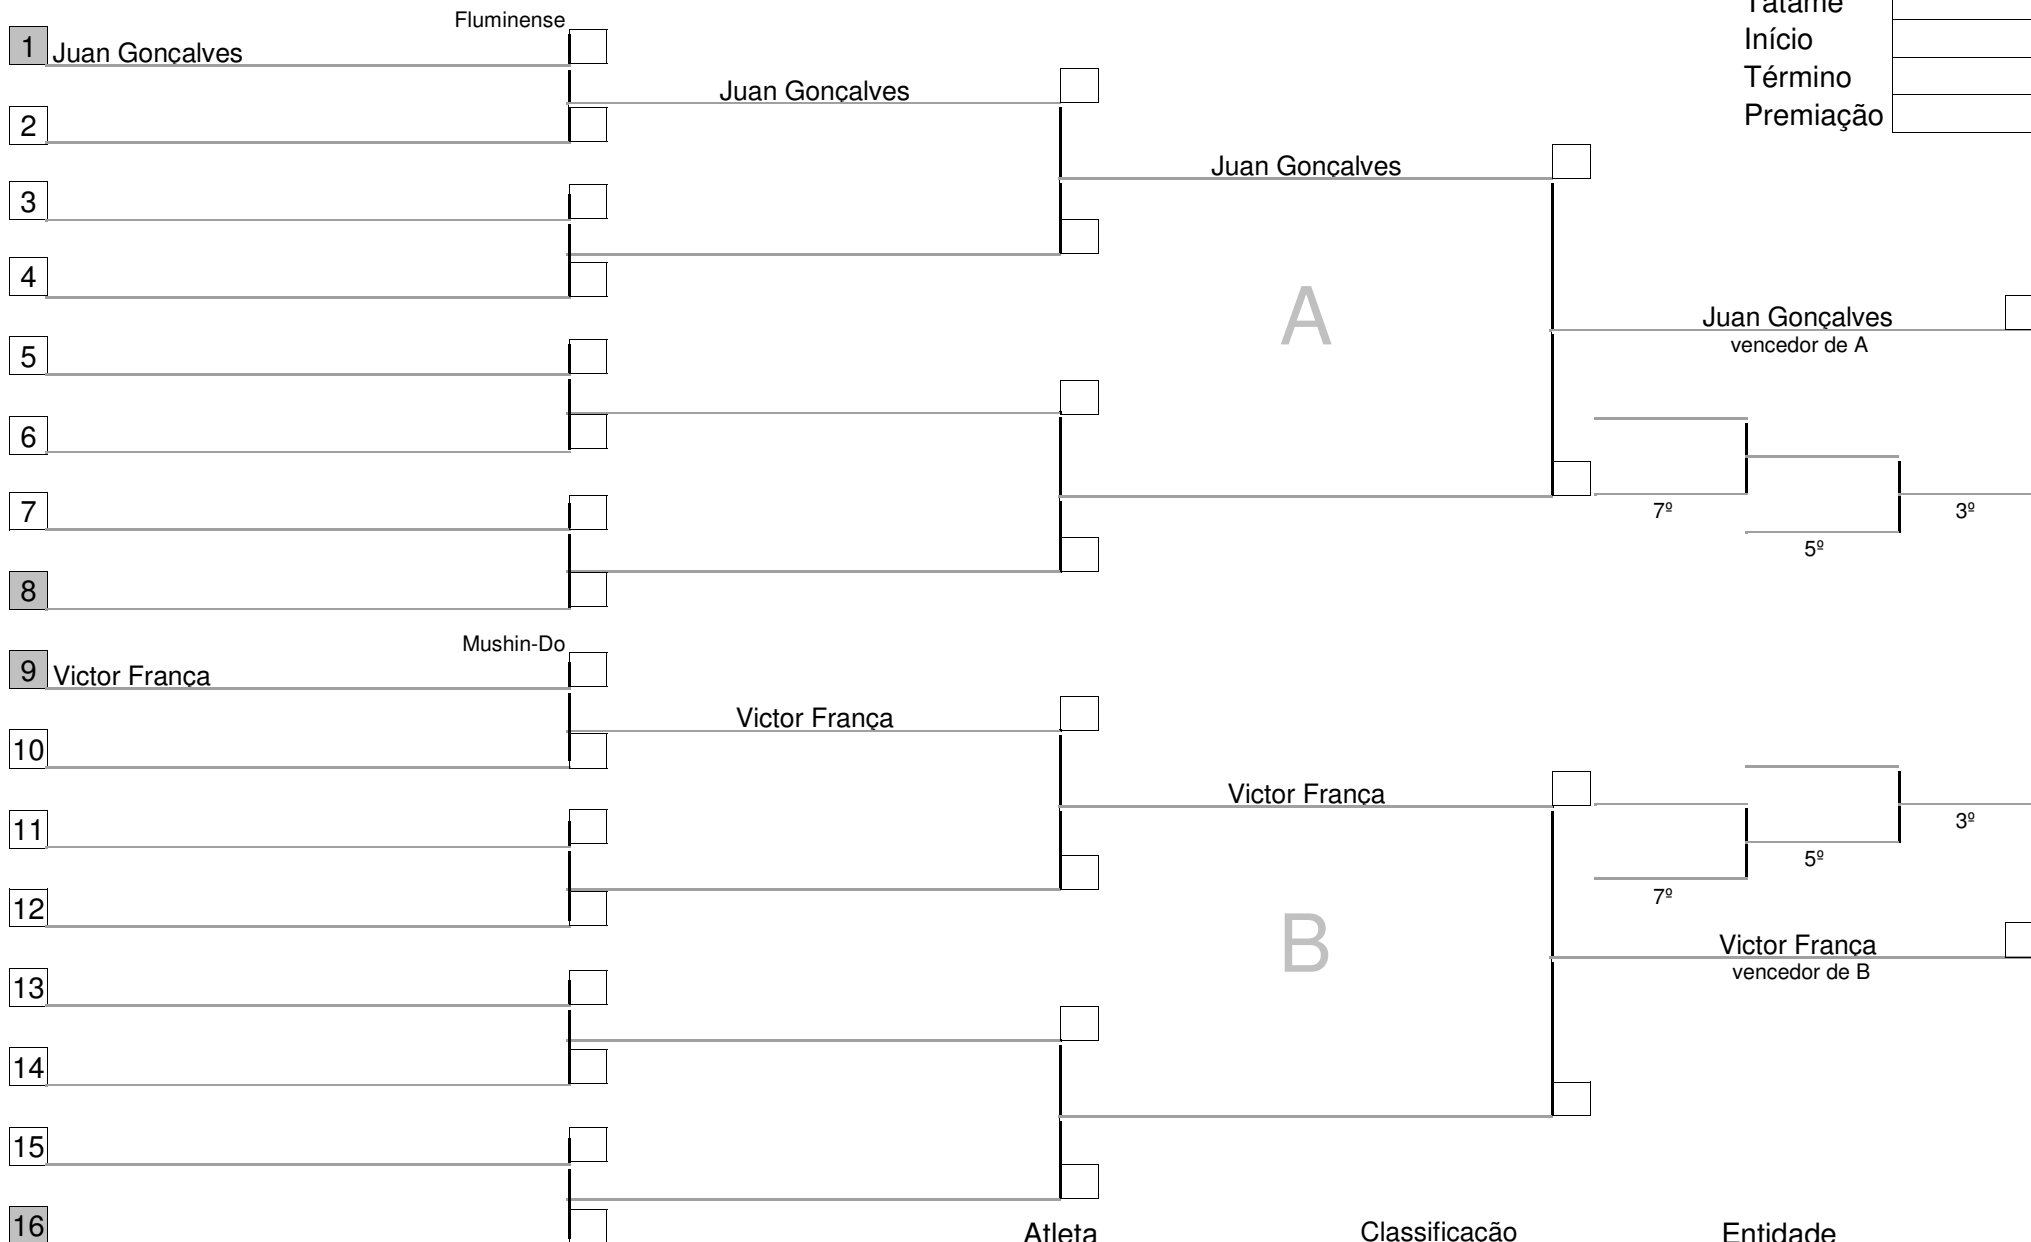 Fluminense
1 Juan Gonçalves
Juan Gonçalves
2
Juan Gonçalves
3
4
5
6
7
8
A
Tatame
Início
Término
Premiação
Juan Gonçalves
vencedor de A
7º
5º
3º
Mushin-Do
9 Victor França
Victor França
10
Victor França
11
12
13
14
15
16
B
3º
5º
7º
Victor França
vencedor de B
Atleta Classificação Entidade